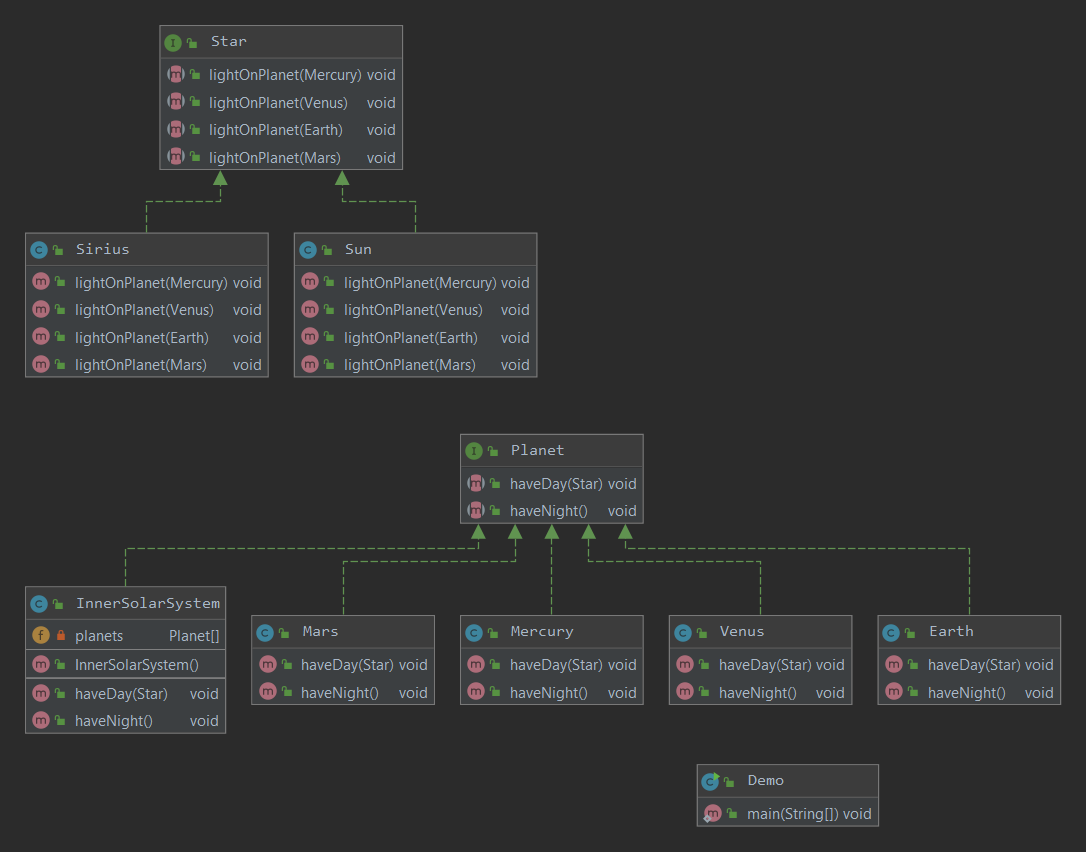 Star
lightOnPlanet(Mercury) void
lightOnPlanet(Venus) void
lightOnPlanet(Earth) void
lightOnPlanet(Mars) void
Sirius
lightOnPlanet(Mercury) void
lightOnPlanet(Venus) void
lightOnPlanet(Earth) void
lightOnPlanet(Mars) void
Sun
lightOnPlanet(Mercury) void
lightOnPlanet(Venus) void
lightOnPlanet(Earth) void
lightOnPlanet(Mars) void
Planet
haveDay(Star) void
haveNight() void
InnerSolarSystem
planets Planet[]
InnerSolarSystem()
haveDay(Star) void
haveNight() void
Mars
haveDay(Star) void
haveNight() void
Mercury
haveDay(Star) void
haveNight() void
Venus
haveDay(Star) void
haveNight() void
Earth
haveDay(Star) void
haveNight() void
Demo
main(String[]) void